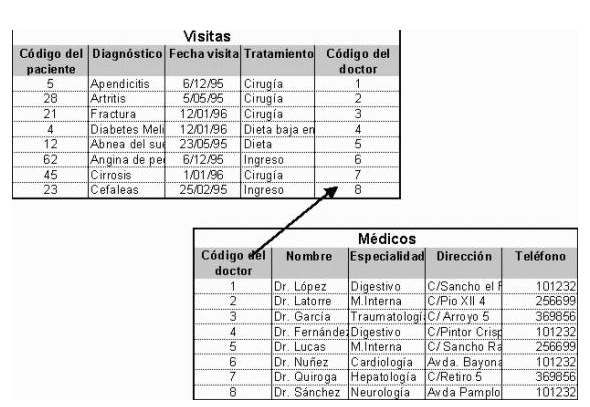 Visitas
Código del paciente Diagnóstico Fecha visita Tratamiento Código del doctor
5 Apendicitis 6/12/95 Cirugía 1
28 Artritis 5/05/95 Cirugía 2
21 Fractura 12/01/96 Cirugía 3
4 Diabetes Meli 12/01/96 Dieta baja en 4
12 Abnea del sue 23/05/95 Dieta 5
62 Angina de pe 6/12/95 Ingreso 6
45 Cirrosis 1/01/96 Cirugía 7
23 Cefaleas 25/02/95 Ingreso 8
Médicos
Código del doctor Nombre Especialidad Dirección Teléfono
1 Dr. López Digestivo C/Sancho el 101232
2 Dr. Latorre M.Interna C/Pio XII 4 256699
3 Dr. García Traumatologí C/ Arroyo 5 369856
4 Dr. Fernánde Digestivo C/Pintor Crisp 101232
5 Dr. Lucas M.Interna C/ Sancho Ra 256699
6 Dr. Nuñez Cardiología Avda. Bayona 101232
7 Dr. Quiroga Hepatología C/Retiro 5 369856
8 Dr. Sánchez Neurología Avda Pamplo 101232